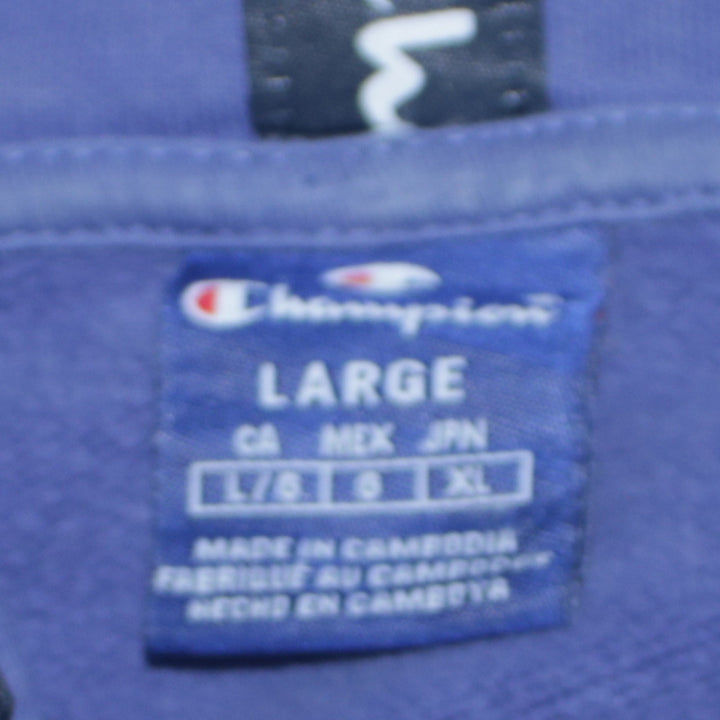 Champion
LARGE
CA MEX JPN
L/G G XL
MADE IN CAMBODIA
FABRIQUÉ AU CAMBODGE
HECHO EN CAMBOYA